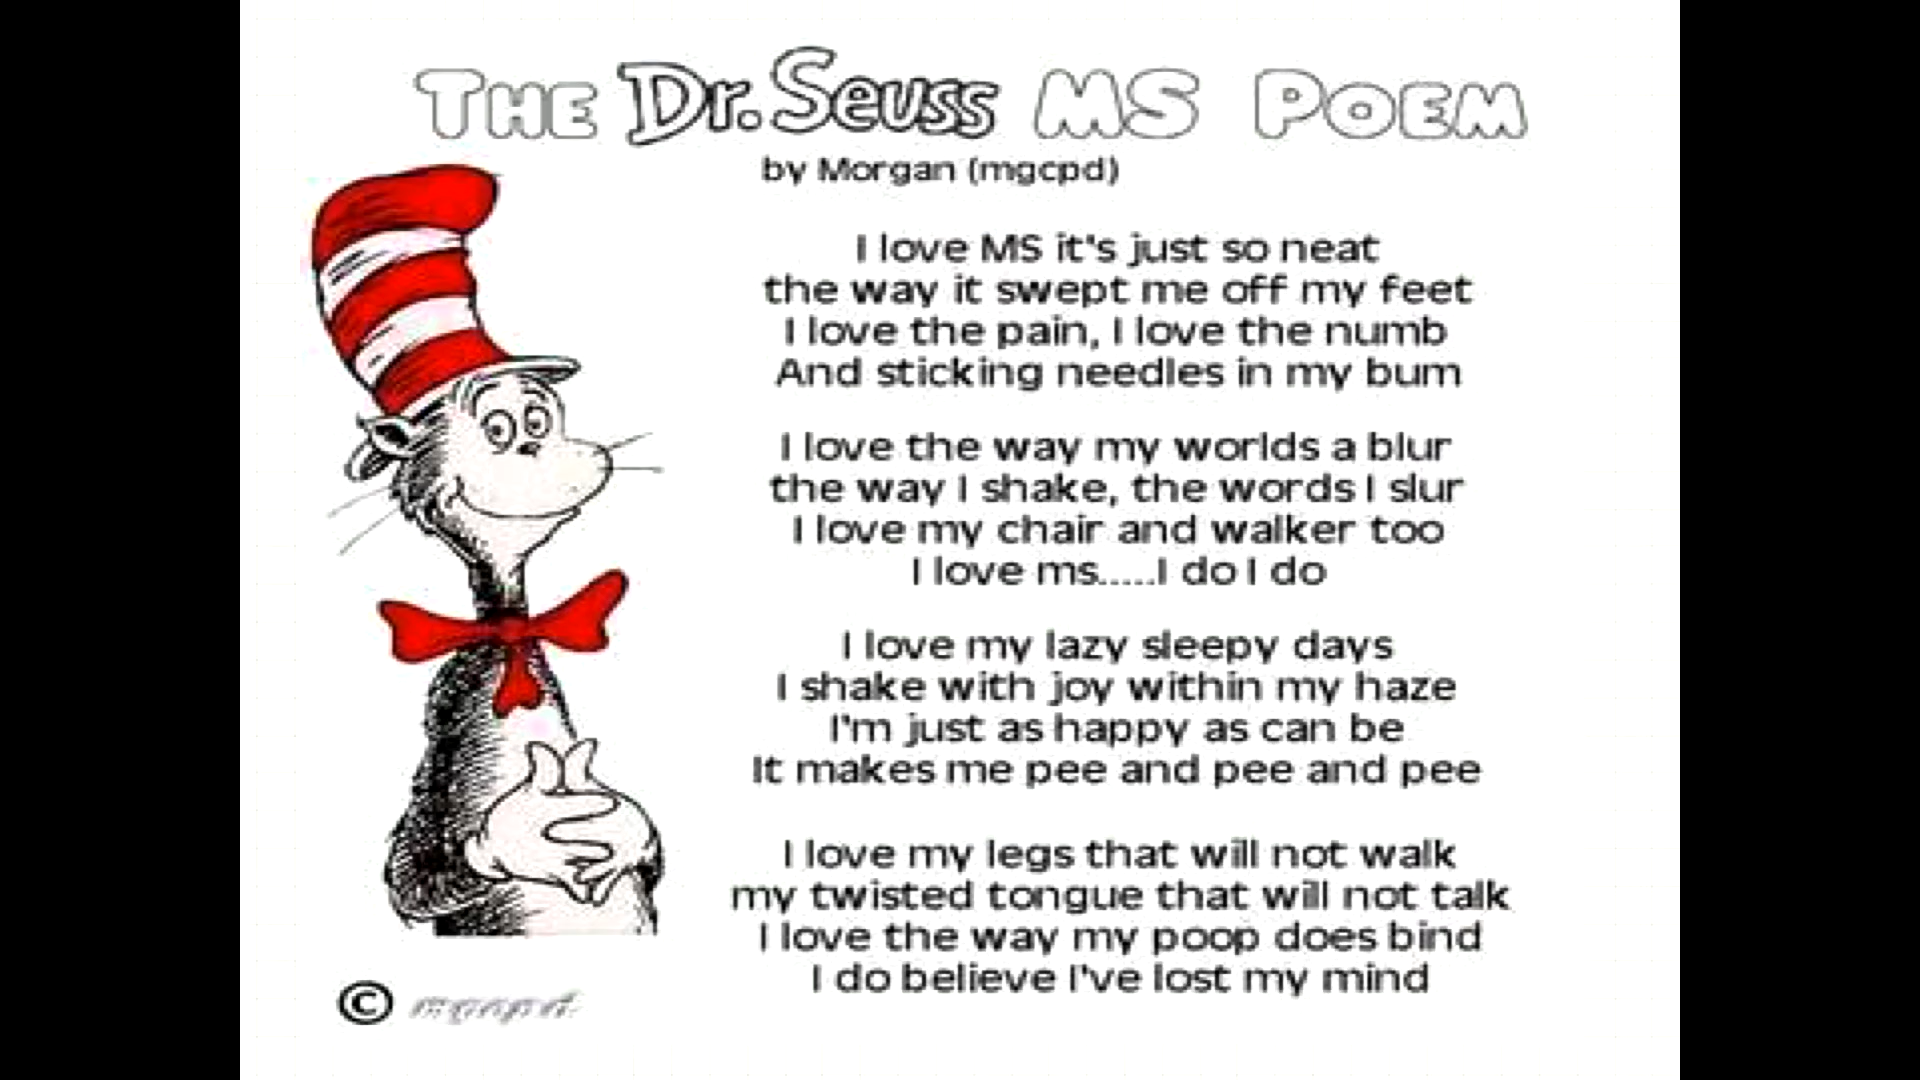 THE Dr. Seuss MS POEM
by Morgan (mgcpd)
I love MS it's just so neat
the way it swept me off my feet
I love the pain, I love the numb
And sticking needles in my bum
I love the way my worlds a blur
the way I shake, the words I slur
I love my chair and walker too
I love ms.....I do I do
I love my lazy sleepy days
I shake with joy within my haze
I'm just as happy as can be
It makes me pee and pee and pee
I love my legs that will not walk
my twisted tongue that will not talk
I love the way my poop does bind
I do believe I've lost my mind
©